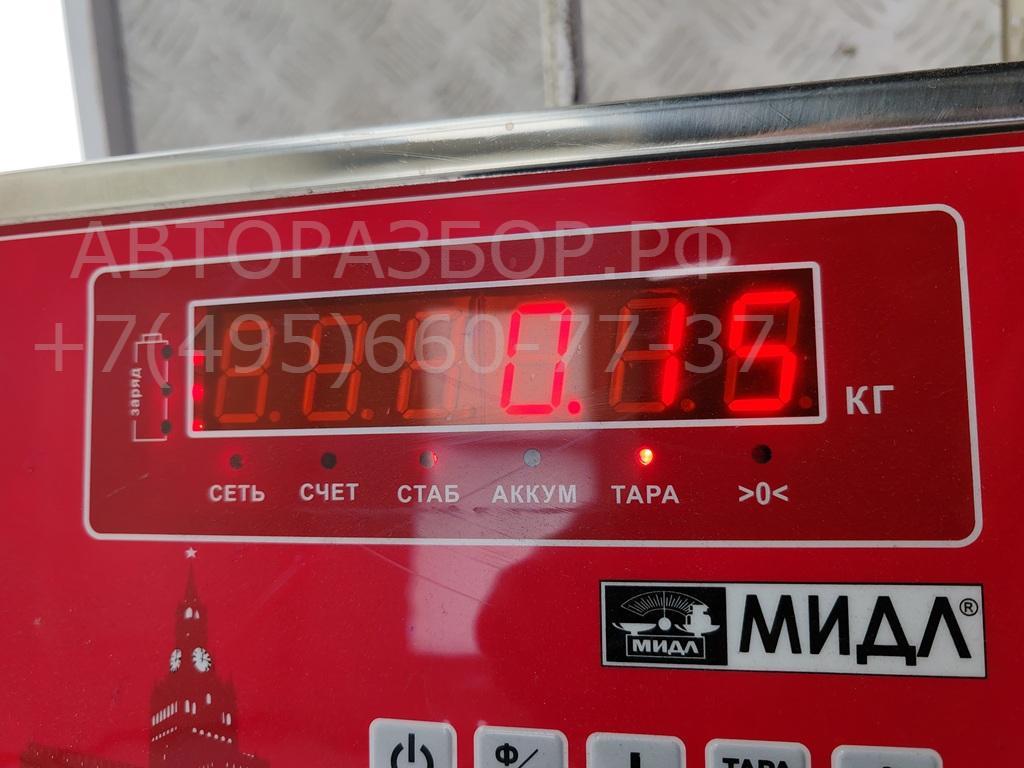 АВТОРАЗБОР.РФ
+7(495)660-77-37
заряд
0.15
КГ
СЕТЬ СЧЕТ СТАБ АККУМ ТАРА >0<
МИДЛ МИДЛ®
Ф/
ТАРА